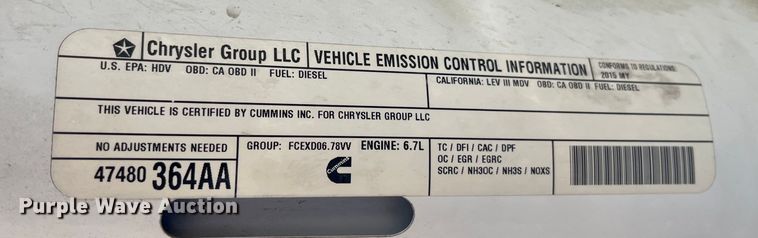 Chrysler Group LLC VEHICLE EMISSION CONTROL INFORMATION CONFORMS TO REGULATIONS:
2015 MY
U.S. EPA: HDV OBD: CA OBD II FUEL: DIESEL
CALIFORNIA: LEV III MDV OBD: CA OBD II FUEL: DIESEL
THIS VEHICLE IS CERTIFIED BY CUMMINS INC. FOR CHRYSLER GROUP LLC
NO ADJUSTMENTS NEEDED
47480 364AA
GROUP: FCEXD06.78VV ENGINE: 6.7L
Cummins
TC / DFI / CAC / DPF
OC / EGR / EGRC
SCRC / NH3OC / NH3S / NOXS
Purple Wave Auction